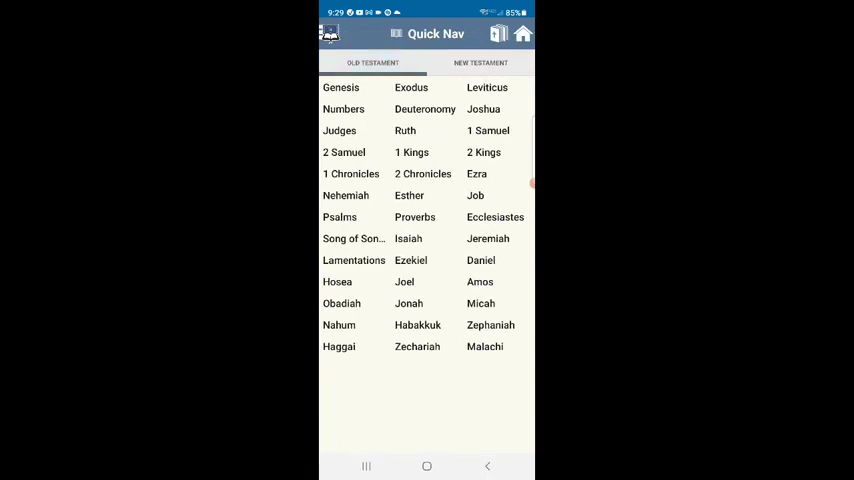 9:29 85%
Quick Nav
OLD TESTAMENT NEW TESTAMENT
Genesis Exodus Leviticus
Numbers Deuteronomy Joshua
Judges Ruth 1 Samuel
2 Samuel 1 Kings 2 Kings
1 Chronicles 2 Chronicles Ezra
Nehemiah Esther Job
Psalms Proverbs Ecclesiastes
Song of Son... Isaiah Jeremiah
Lamentations Ezekiel Daniel
Hosea Joel Amos
Obadiah Jonah Micah
Nahum Habakkuk Zephaniah
Haggai Zechariah Malachi